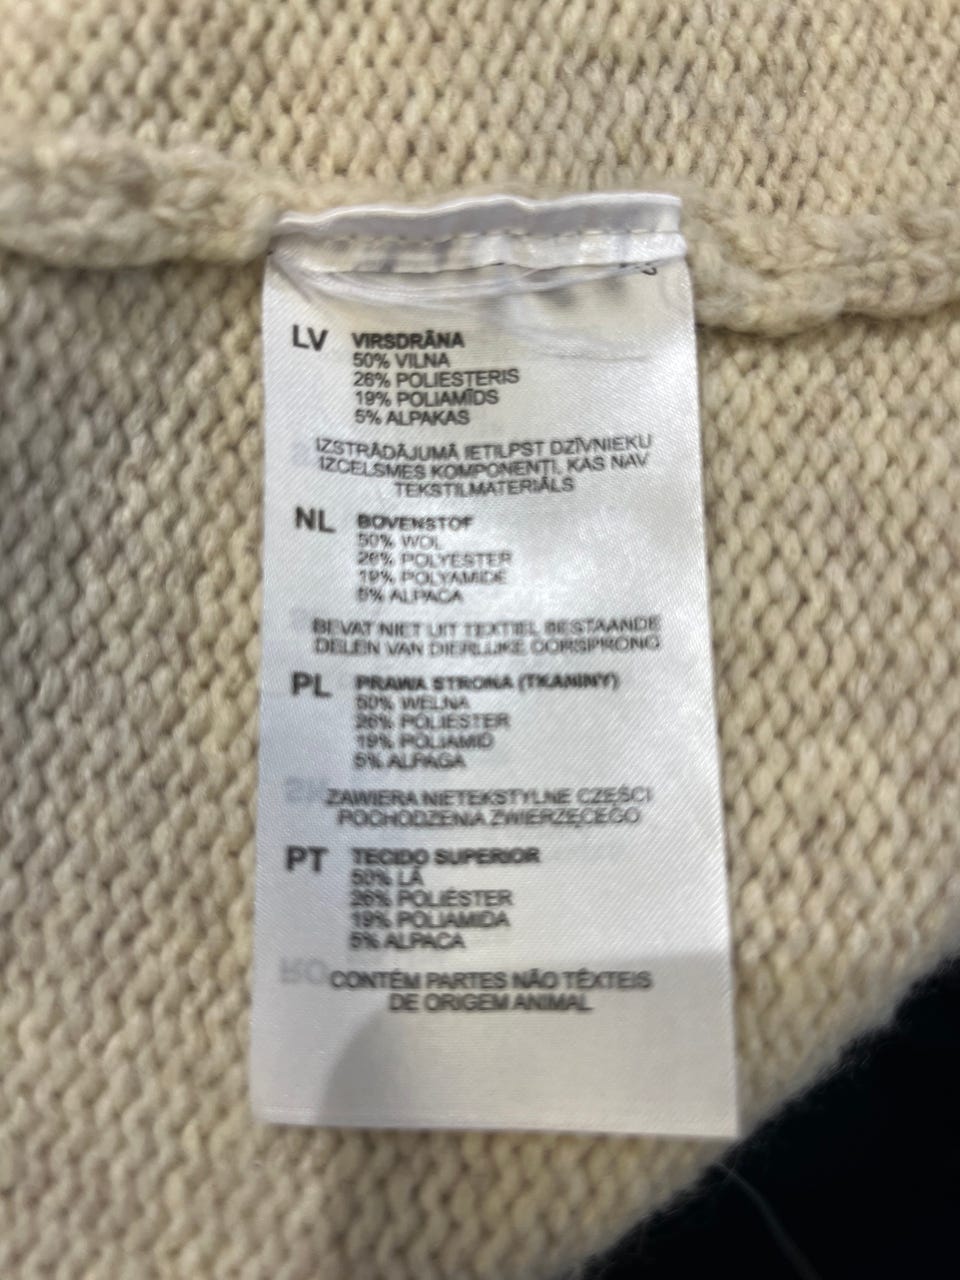 LV VIRSDRĀNA
50% VILNA
26% POLIESTERIS
19% POLIAMĪDS
5% ALPAKAS
IZSTRĀDĀJUMĀ IETILPST DZĪVNIEKU
IZCELSMES KOMPONENTI, KAS NAV
TEKSTILMATERIĀLS
NL BOVENSTOF
50% WOL
26% POLYESTER
19% POLYAMIDE
5% ALPACA
BEVAT NIET UIT TEXTIEL BESTAANDE
DELEN VAN DIERLIJKE OORSPRONG
PL PRAWA STRONA (TKANINY)
50% WEŁNA
26% POLIESTER
19% POLIAMID
5% ALPAGA
ZAWIERA NIETEKSTYLNE CZĘŚCI
POCHODZENIA ZWIERZĘCEGO
PT TECIDO SUPERIOR
50% LÃ
26% POLIÉSTER
19% POLIAMIDA
5% ALPACA
CONTÉM PARTES NÃO TÊXTEIS
DE ORIGEM ANIMAL